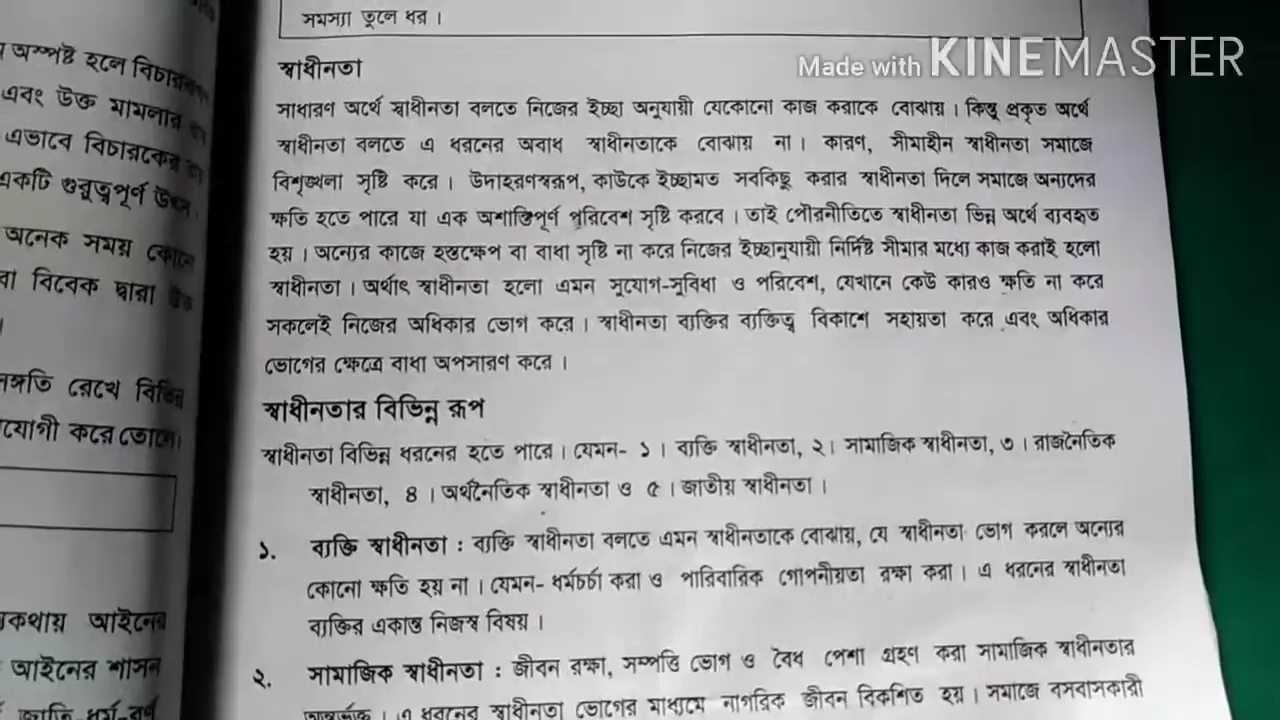 সমস্যা তুলে ধর।
Made with KINEMASTER
অস্পষ্ট হলে
এবং উক্ত মামলার
এভাবে বিচারকের
একটি গুরুত্বপূর্ণ
অনেক সময় কোনো
বা বিবেক দ্বারা
রেখে বিভিন্ন
যোগী করে তোলে।
আইনের
আইনের শাসন
স্বাধীনতা
সাধারণ অর্থে স্বাধীনতা বলতে নিজের ইচ্ছা অনুযায়ী যেকোনো কাজ করাকে বোঝায়। কিন্তু প্রকৃত অর্থে
স্বাধীনতা বলতে এ ধরনের অবাধ স্বাধীনতাকে বোঝায় না। কারণ, সীমাহীন স্বাধীনতা সমাজে
বিশৃঙ্খলা সৃষ্টি করে। উদাহরণস্বরূপ, কাউকে ইচ্ছামত সবকিছু করার স্বাধীনতা দিলে সমাজে অন্যদের
ক্ষতি হতে পারে যা এক অশান্তিপূর্ণ পরিবেশ সৃষ্টি করবে। তাই পৌরনীতিতে স্বাধীনতা ভিন্ন অর্থে ব্যবহৃত
হয়। অন্যের কাজে হস্তক্ষেপ বা বাধা সৃষ্টি না করে নিজের ইচ্ছানুযায়ী নির্দিষ্ট সীমার মধ্যে কাজ করাই হলো
স্বাধীনতা। অর্থাৎ স্বাধীনতা হলো এমন সুযোগ-সুবিধা ও পরিবেশ, যেখানে কেউ কারও ক্ষতি না করে
সকলেই নিজের অধিকার ভোগ করে। স্বাধীনতা ব্যক্তির ব্যক্তিত্ব বিকাশে সহায়তা করে এবং অধিকার
ভোগের ক্ষেত্রে বাধা অপসারণ করে।
স্বাধীনতার বিভিন্ন রূপ
স্বাধীনতা বিভিন্ন ধরনের হতে পারে। যেমন- ১। ব্যক্তি স্বাধীনতা, ২। সামাজিক স্বাধীনতা, ৩। রাজনৈতিক
স্বাধীনতা, ৪। অর্থনৈতিক স্বাধীনতা ও ৫। জাতীয় স্বাধীনতা।
১. ব্যক্তি স্বাধীনতা : ব্যক্তি স্বাধীনতা বলতে এমন স্বাধীনতাকে বোঝায়, যে স্বাধীনতা ভোগ করলে অন্যের
কোনো ক্ষতি হয় না। যেমন- ধর্মচর্চা করা ও পারিবারিক গোপনীয়তা রক্ষা করা। এ ধরনের স্বাধীনতা
ব্যক্তির একান্ত নিজস্ব বিষয়।
২. সামাজিক স্বাধীনতা : জীবন রক্ষা, সম্পত্তি ভোগ ও বৈধ পেশা গ্রহণ করা সামাজিক স্বাধীনতার
অন্তর্ভুক্ত। এ ধরনের স্বাধীনতা ভোগের মাধ্যমে নাগরিক জীবন বিকশিত হয়। সমাজে বসবাসকারী